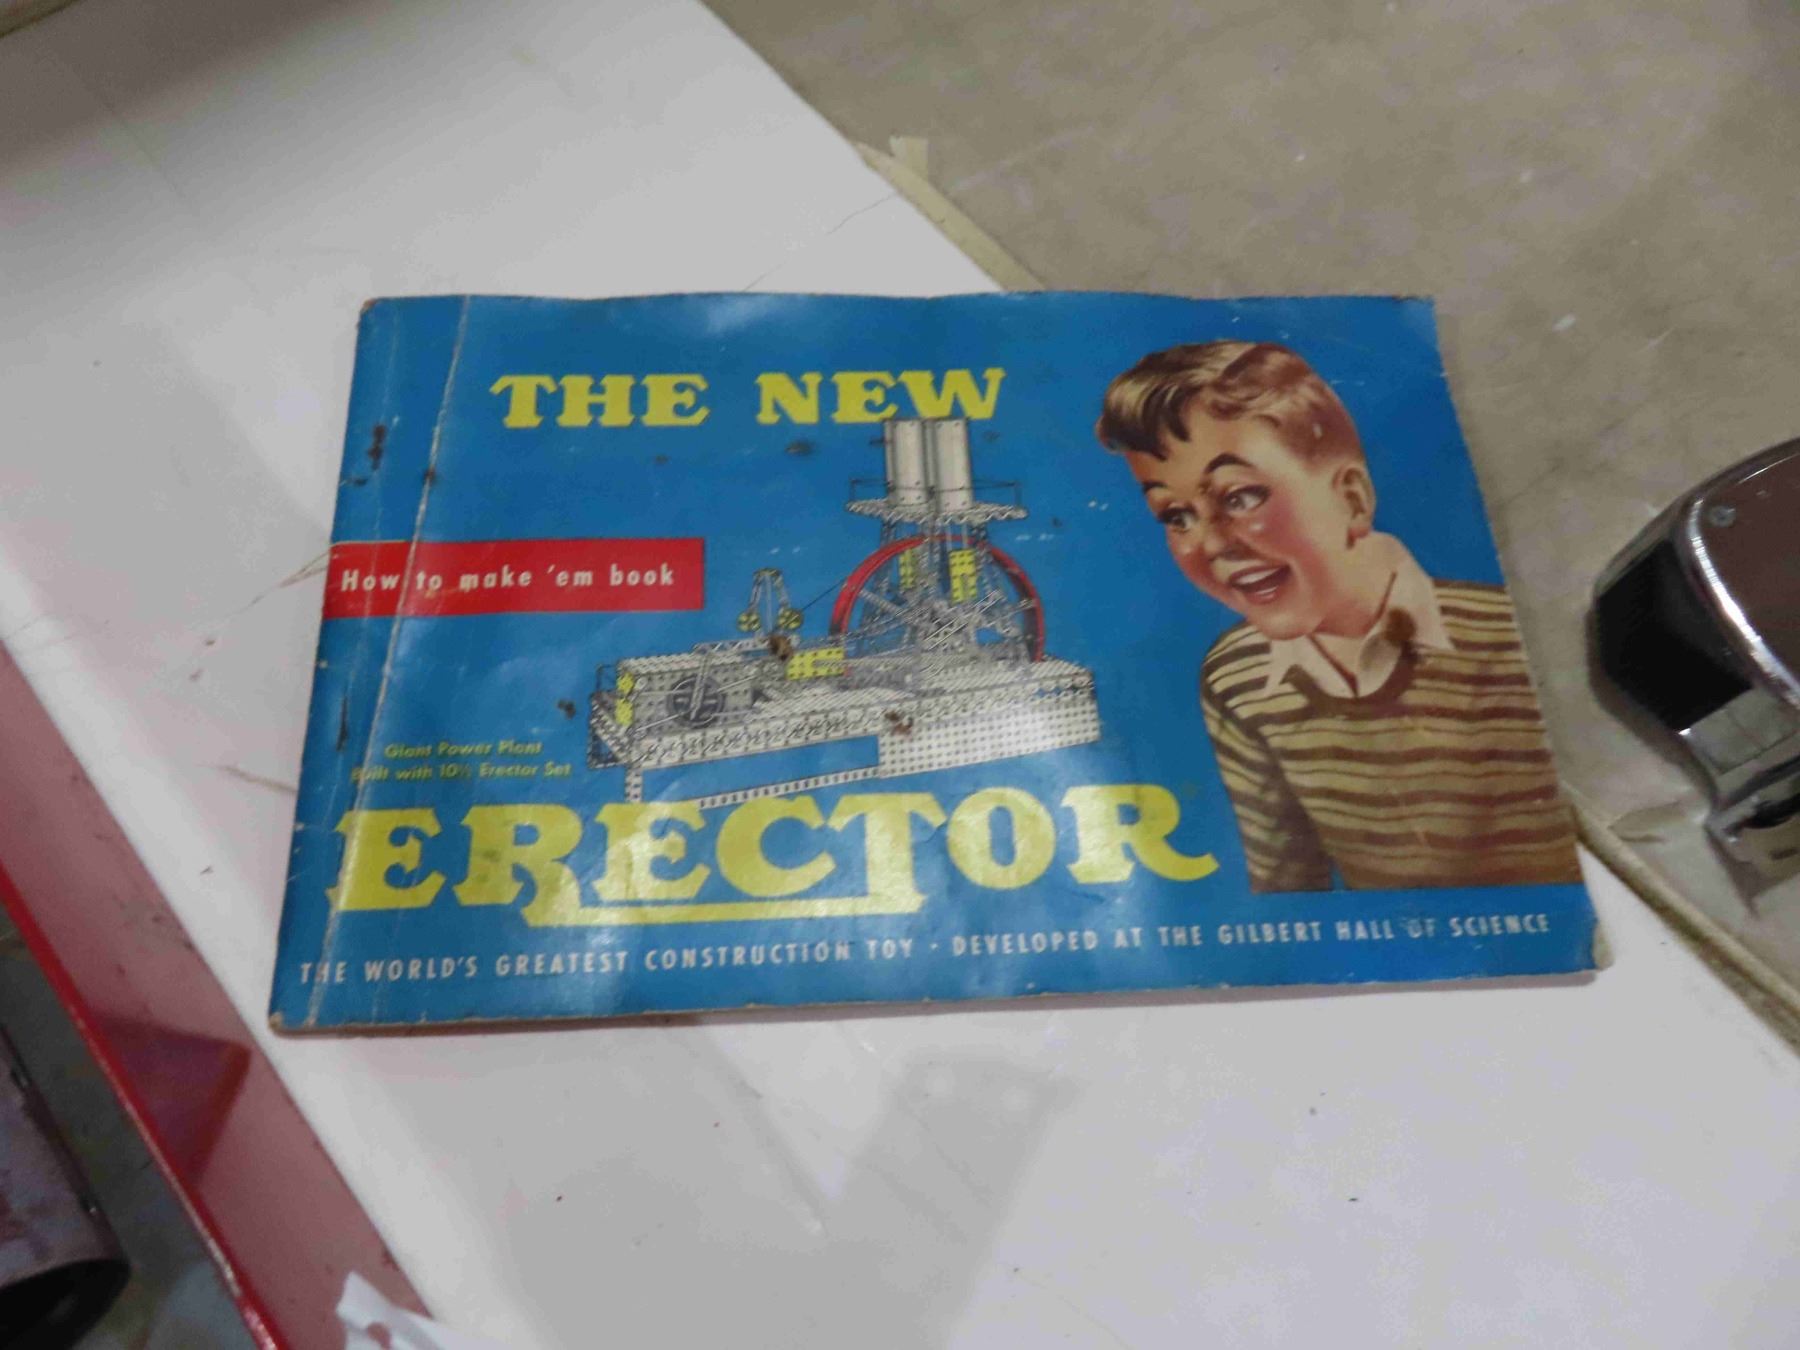 THE NEW
How to make 'em book
Giant Power Plant
Built with 10½ Erector Set
ERECTOR
THE WORLD'S GREATEST CONSTRUCTION TOY · DEVELOPED AT THE GILBERT HALL OF SCIENCE